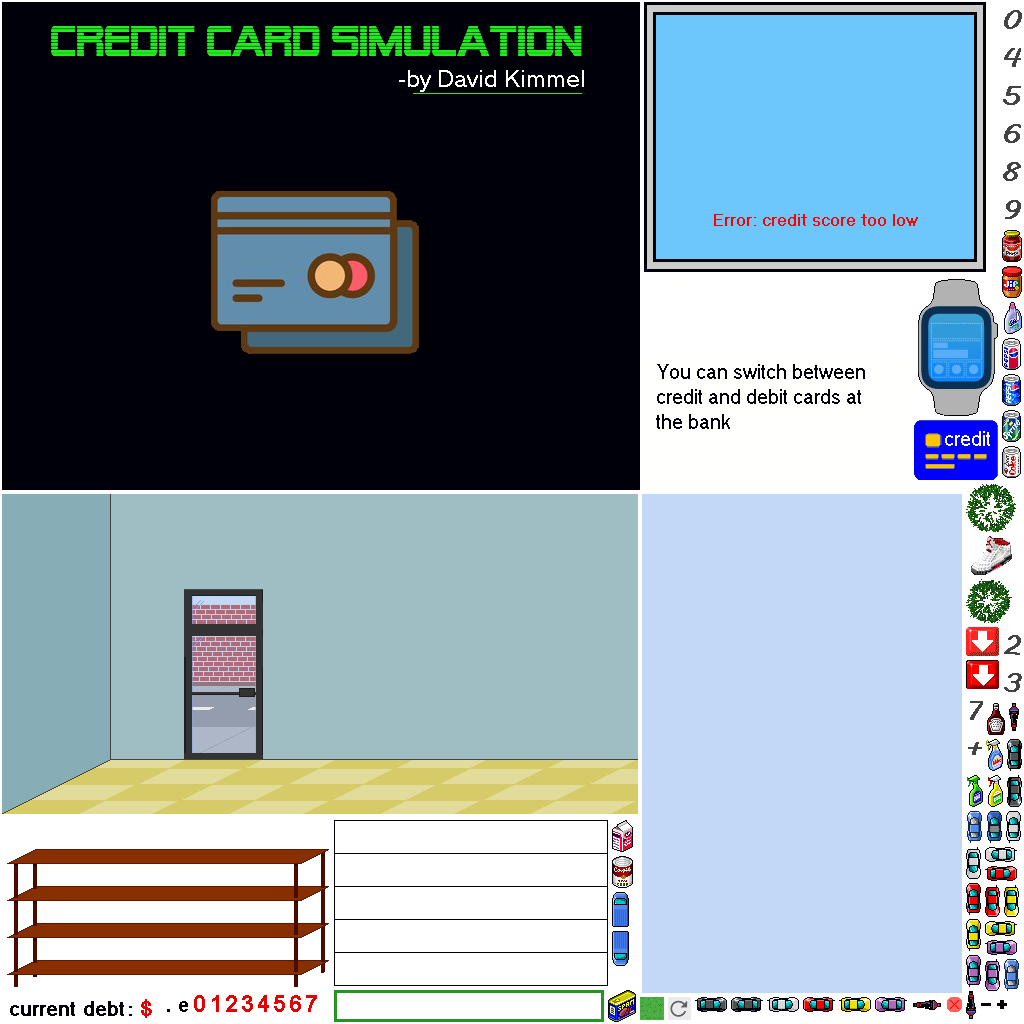 CREDIT CARD SIMULATION
-by David Kimmel
Error: credit score too low
You can switch between
credit and debit cards at
the bank
credit
0
4
5
6
8
9
2
3
7
+
current debt: $ . e 0 1 2 3 4 5 6 7
- +